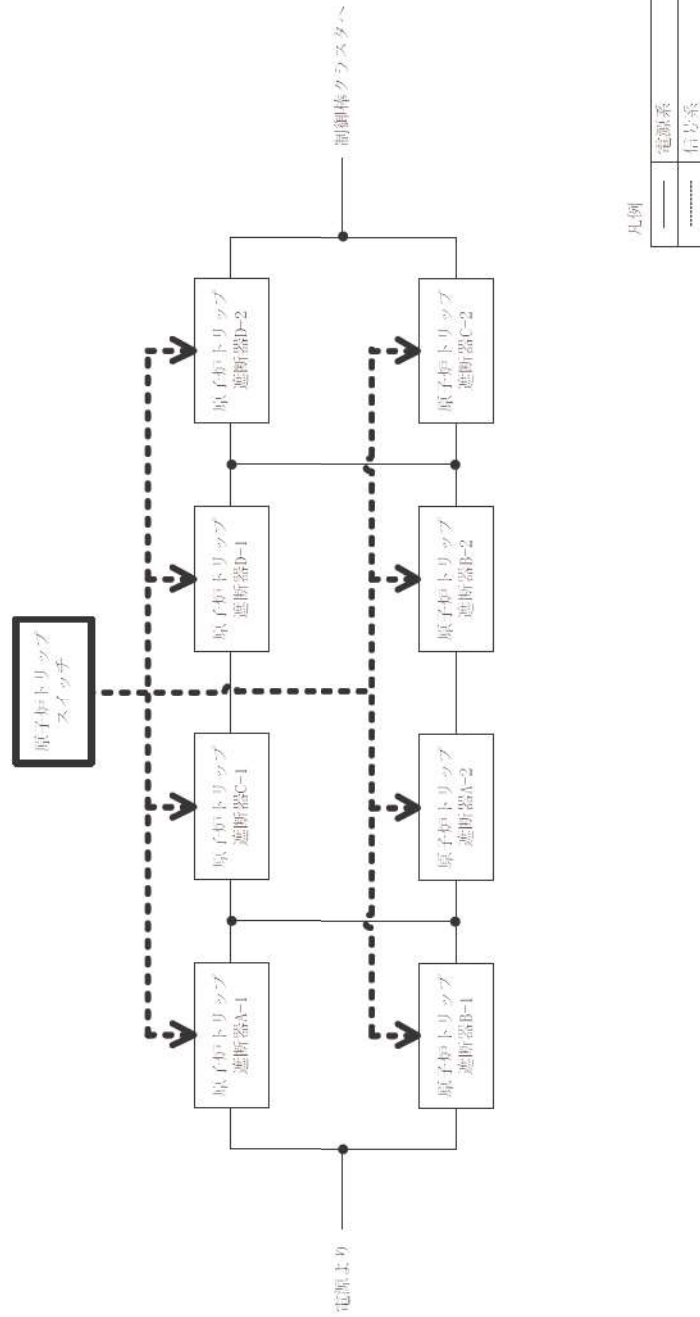 原子炉トリップ
スイッチ
原子炉トリップ
遮断器A-1
原子炉トリップ
遮断器C-1
原子炉トリップ
遮断器D-1
原子炉トリップ
遮断器D-2
電源より
制御棒クラスタへ
原子炉トリップ
遮断器B-1
原子炉トリップ
遮断器A-2
原子炉トリップ
遮断器B-2
原子炉トリップ
遮断器C-2
凡例
電源系
信号系